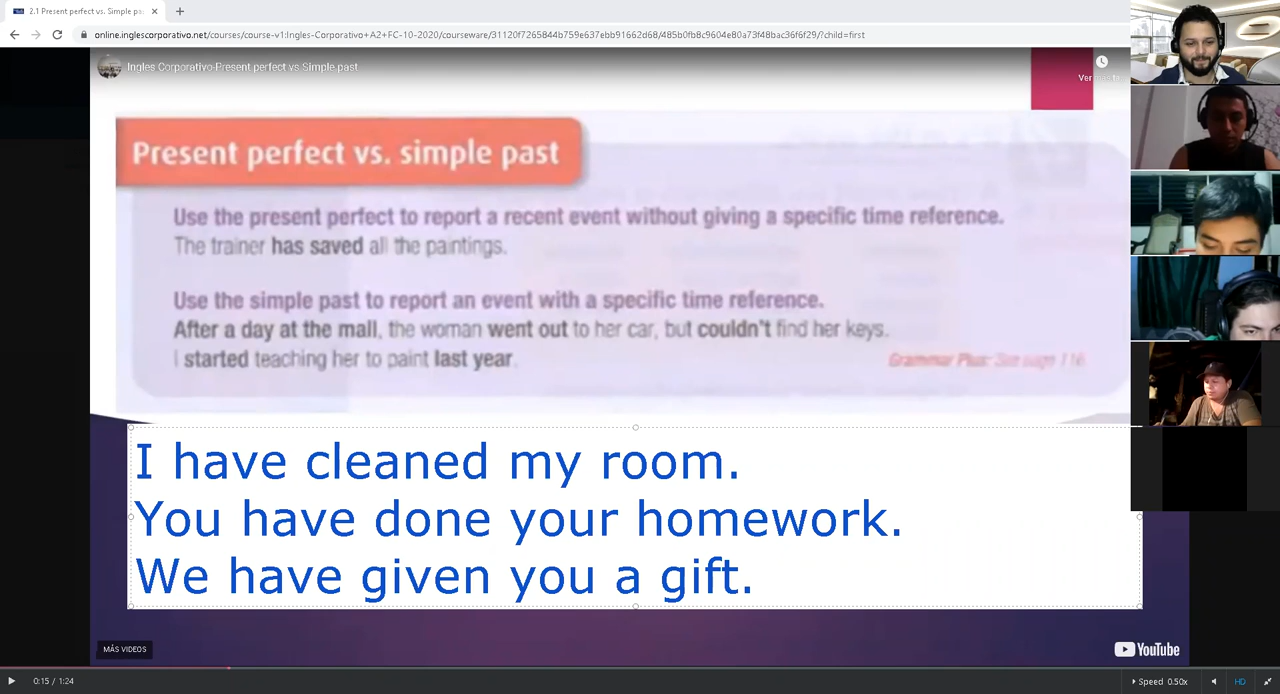 2.1 Present perfect vs. Simple pa
online.inglescorporativo.net/courses/course-v1:Ingles-Corporativo+A2+FC-10-2020/courseware/31120f7265844b759e637ebb91662d68/485b0fb8c9604e80a73f48bac36f6f29/?child=first
Ingles Corporativo-Present perfect vs Simple past
Present perfect vs. simple past
Use the present perfect to report a recent event without giving a specific time reference.
The trainer has saved all the paintings.
Use the simple past to report an event with a specific time reference.
After a day at the mall, the woman went out to her car, but couldn't find her keys.
I started teaching her to paint last year.
Grammar Plus: See page 116
I have cleaned my room.
You have done your homework.
We have given you a gift.
MÁS VIDEOS
YouTube
0:15 / 1:24
Speed 0.50x
HD